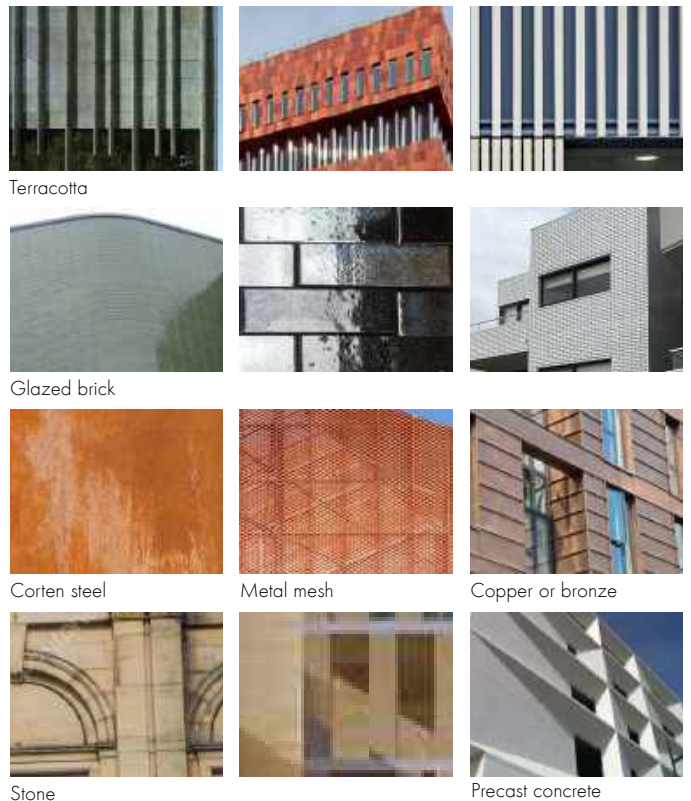 Terracotta
Glazed brick
Corten steel
Metal mesh
Copper or bronze
Stone
Precast concrete